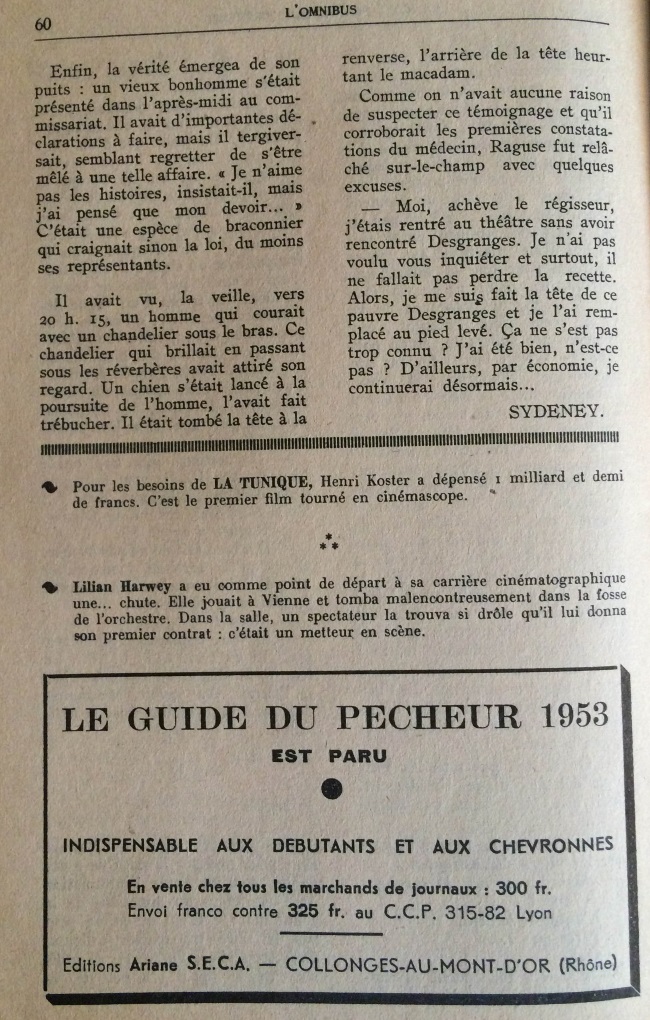 60
L'OMNIBUS
Enfin, la vérité émergea de son
puits : un vieux bonhomme s'était
présenté dans l'après-midi au com-
missariat. Il avait d'importantes dé-
clarations à faire, mais il tergiver-
sait, semblant regretter de s'être
mêlé à une telle affaire. « Je n'aime
pas les histoires, insistait-il, mais
j'ai pensé que mon devoir... »
C'était une espèce de braconnier
qui craignait sinon la loi, du moins
ses représentants.
Il avait vu, la veille, vers
20 h. 15, un homme qui courait
avec un chandelier sous le bras. Ce
chandelier qui brillait en passant
sous les réverbères avait attiré son
regard. Un chien s'était lancé à la
poursuite de l'homme, l'avait fait
trébucher. Il était tombé la tête à la
renverse, l'arrière de la tête heur-
tant le macadam.
Comme on n'avait aucune raison
de suspecter ce témoignage et qu'il
corroborait les premières constata-
tions du médecin, Raguse fut relâ-
ché sur-le-champ avec quelques
excuses.
— Moi, achève le régisseur,
j'étais rentré au théâtre sans avoir
rencontré Desgranges. Je n'ai pas
voulu vous inquiéter et surtout, il
ne fallait pas perdre la recette.
Alors, je me suis fait la tête de ce
pauvre Desgranges et je l'ai rem-
placé au pied levé. Ça ne s'est pas
trop connu ? J'ai été bien, n'est-ce
pas ? D'ailleurs, par économie, je
continuerai désormais...
SYDENEY.
Pour les besoins de LA TUNIQUE, Henri Koster a dépensé 1 milliard et demi
de francs. C'est le premier film tourné en cinémascope.
Lilian Harwey a eu comme point de départ à sa carrière cinématographique
une... chute. Elle jouait à Vienne et tomba malencontreusement dans la fosse
de l'orchestre. Dans la salle, un spectateur la trouva si drôle qu'il lui donna
son premier contrat : c'était un metteur en scène.
LE GUIDE DU PECHEUR 1953
EST PARU
INDISPENSABLE AUX DEBUTANTS ET AUX CHEVRONNES
En vente chez tous les marchands de journaux : 300 fr.
Envoi franco contre 325 fr. au C.C.P. 315-82 Lyon
Editions Ariane S.E.C.A. — COLLONGES-AU-MONT-D'OR (Rhône)